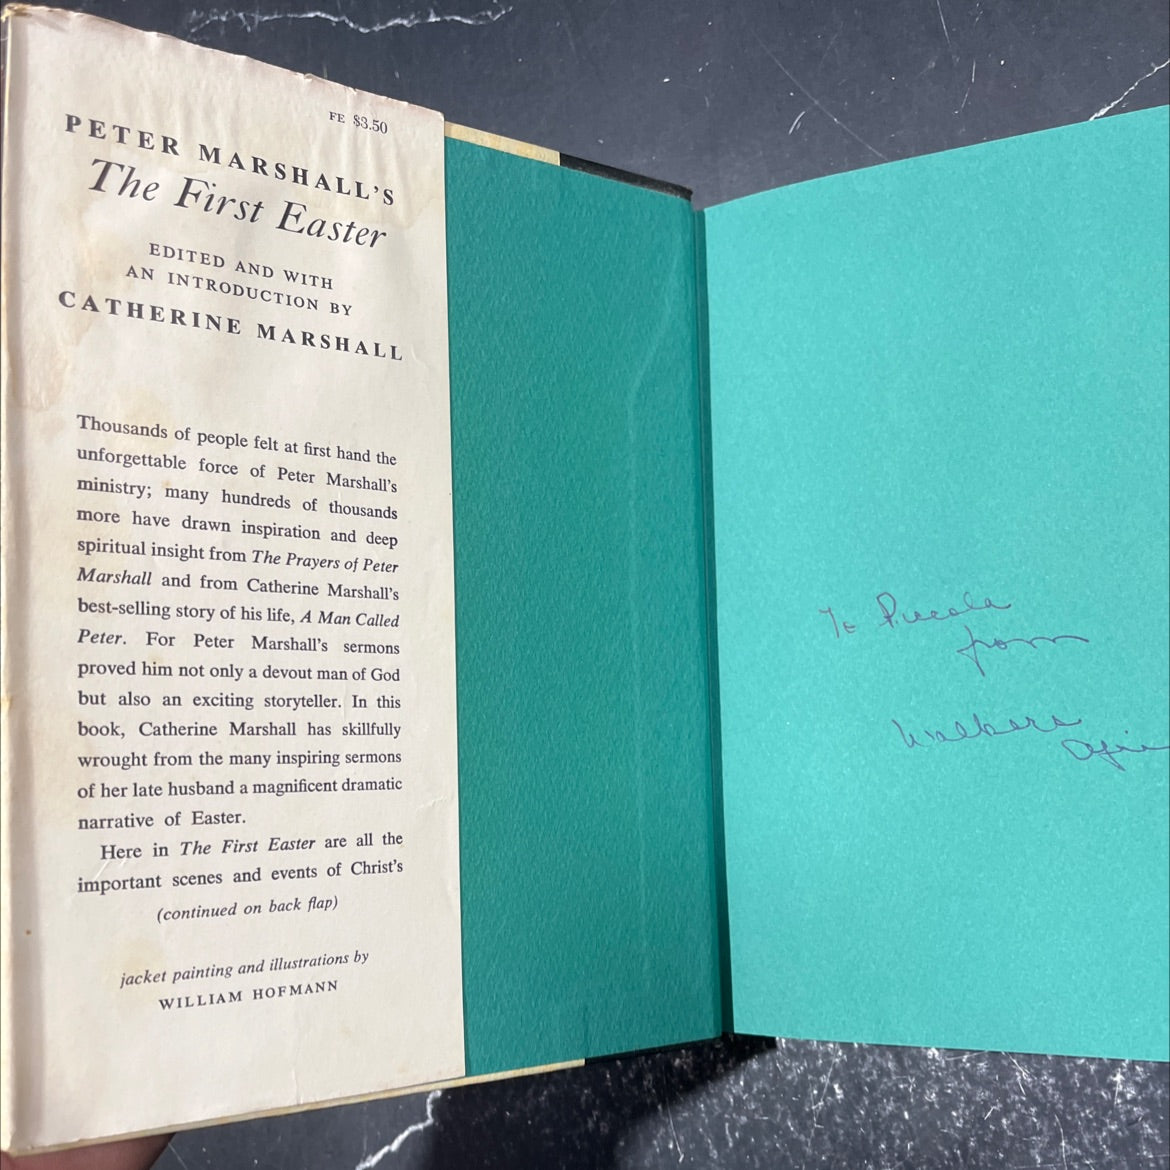 FE $3.50
PETER MARSHALL'S
The First Easter
EDITED AND WITH
AN INTRODUCTION BY
CATHERINE MARSHALL
Thousands of people felt at first hand the
unforgettable force of Peter Marshall's
ministry; many hundreds of thousands
more have drawn inspiration and deep
spiritual insight from The Prayers of Peter
Marshall and from Catherine Marshall's
best-selling story of his life, A Man Called
Peter. For Peter Marshall's sermons
proved him not only a devout man of God
but also an exciting storyteller. In this
book, Catherine Marshall has skillfully
wrought from the many inspiring sermons
of her late husband a magnificent dramatic
narrative of Easter.
Here in The First Easter are all the
important scenes and events of Christ's
(continued on back flap)
jacket painting and illustrations by
WILLIAM HOFMANN
To
from